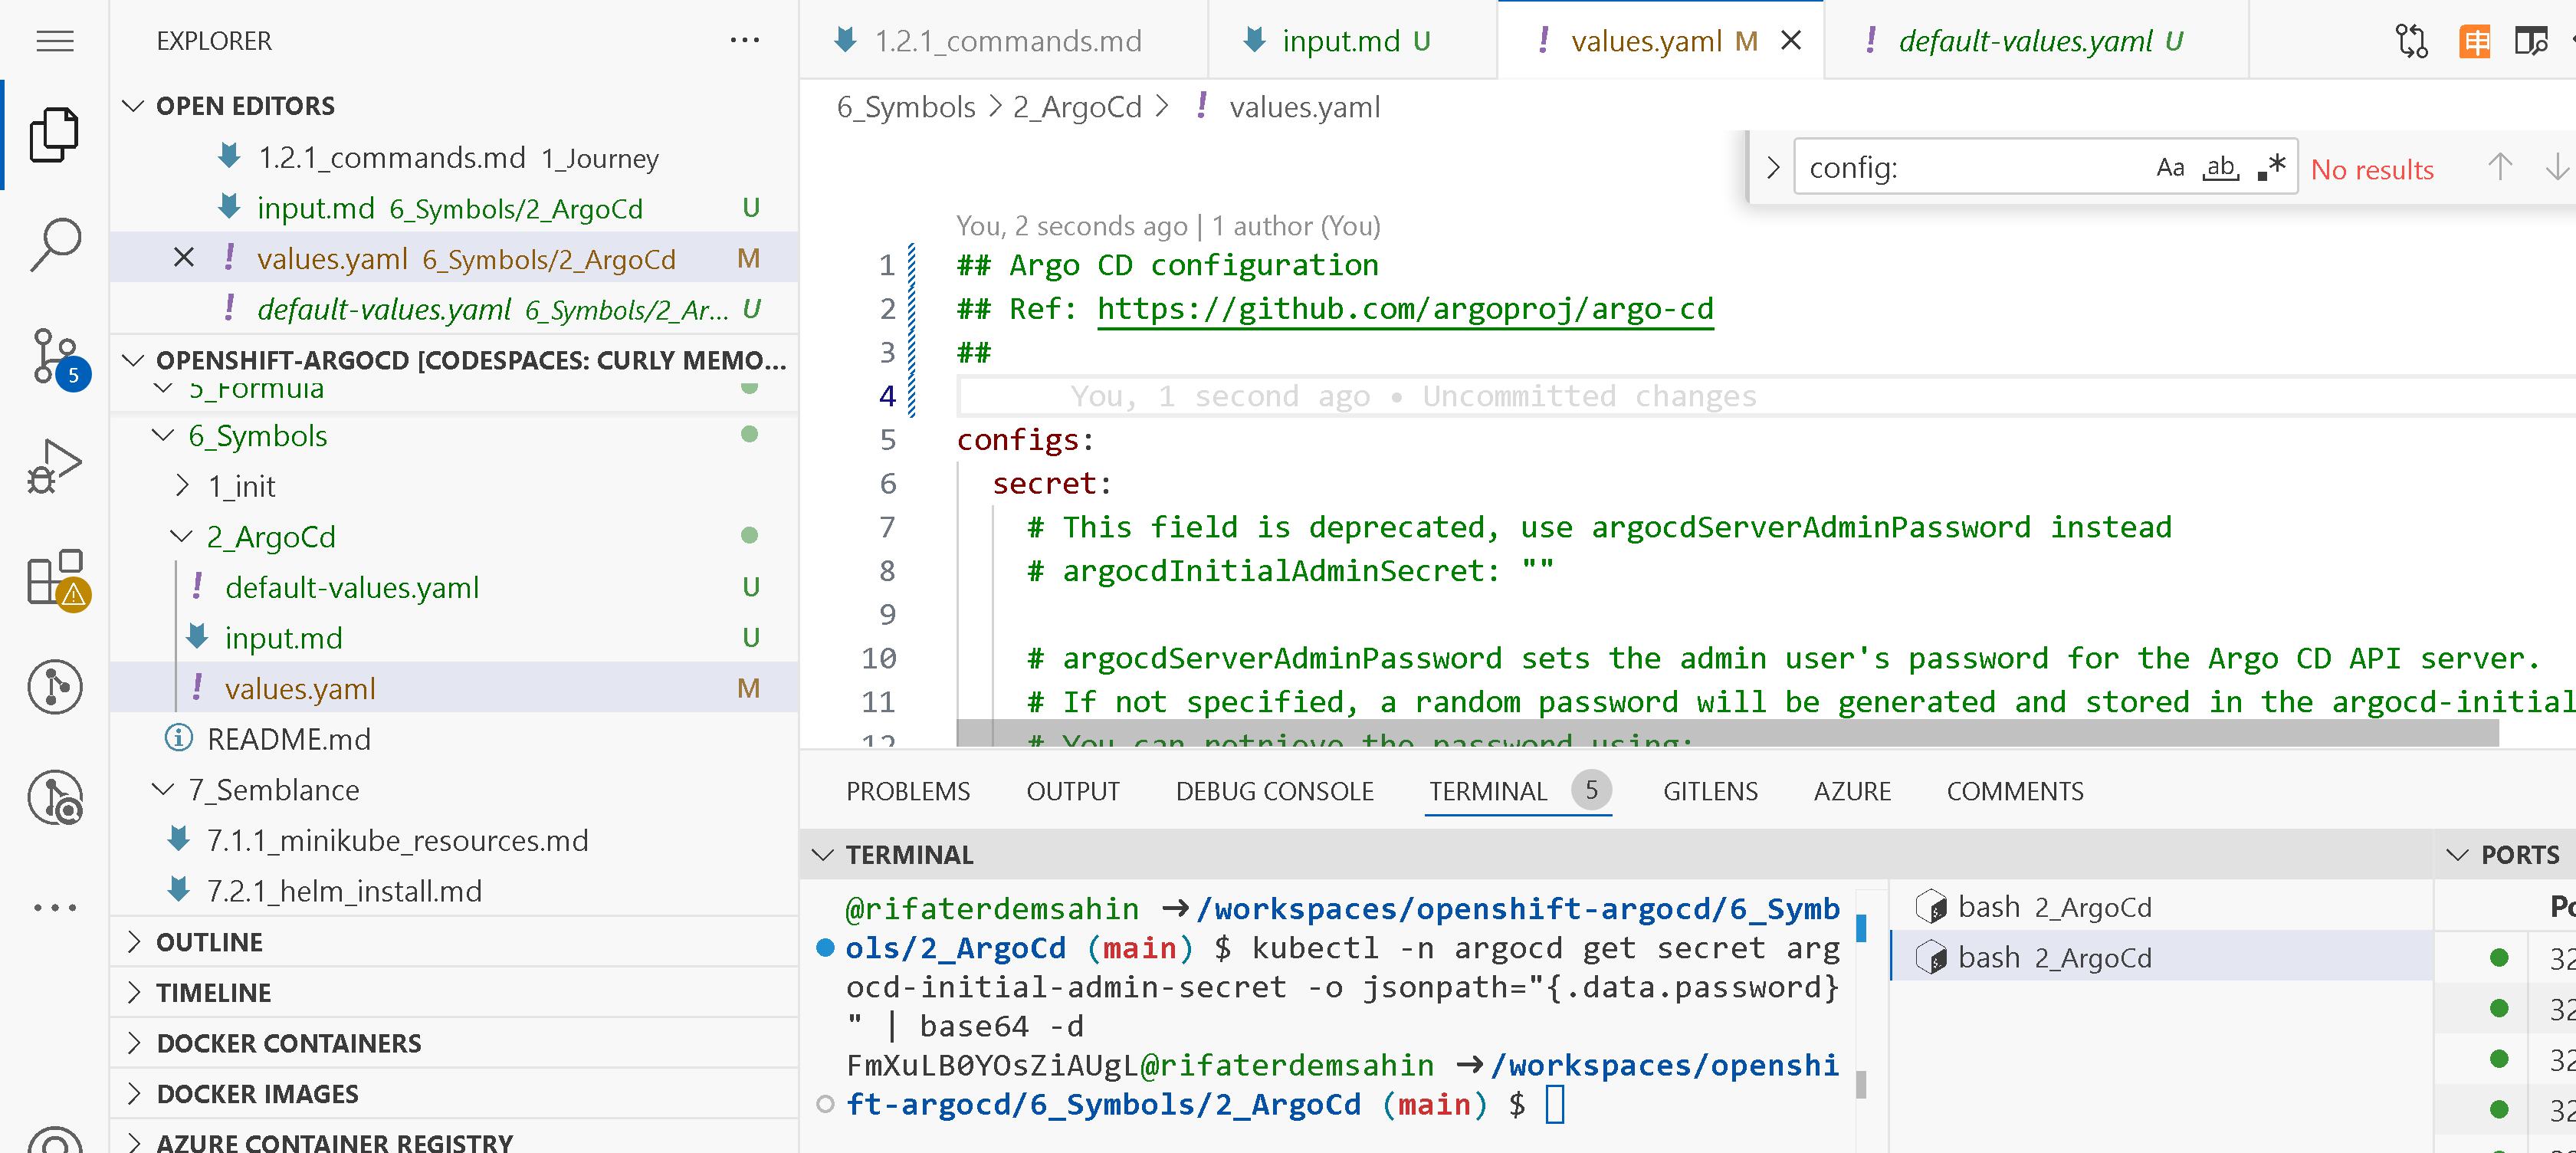 EXPLORER
OPEN EDITORS
1.2.1_commands.md 1_Journey
input.md 6_Symbols/2_ArgoCd U
values.yaml 6_Symbols/2_ArgoCd M
default-values.yaml 6_Symbols/2_Ar... U
OPENSHIFT-ARGOCD [CODESPACES: CURLY MEMO...
5_Formula
6_Symbols
1_init
2_ArgoCd
default-values.yaml U
input.md U
values.yaml M
README.md
7_Semblance
7.1.1_minikube_resources.md
7.2.1_helm_install.md
OUTLINE
TIMELINE
DOCKER CONTAINERS
DOCKER IMAGES
AZURE CONTAINER REGISTRY
5
1.2.1_commands.md
input.md U
values.yaml M
default-values.yaml U
6_Symbols > 2_ArgoCd > values.yaml
config: Aa ab .* No results
You, 2 seconds ago | 1 author (You)
1 ## Argo CD configuration
2 ## Ref: https://github.com/argoproj/argo-cd
3 ##
4 You, 1 second ago • Uncommitted changes
5 configs:
6 secret:
7 # This field is deprecated, use argocdServerAdminPassword instead
8 # argocdInitialAdminSecret: ""
9
10 # argocdServerAdminPassword sets the admin user's password for the Argo CD API server.
11 # If not specified, a random password will be generated and stored in the argocd-initial
12 # You can retrieve the password using:
PROBLEMS OUTPUT DEBUG CONSOLE TERMINAL 5 GITLENS AZURE COMMENTS
TERMINAL
@rifaterdemsahin ➜ /workspaces/openshift-argocd/6_Symb
ols/2_ArgoCd (main) $ kubectl -n argocd get secret arg
ocd-initial-admin-secret -o jsonpath="{.data.password}
" | base64 -d
FmXuLB0YOsZiAUgL@rifaterdemsahin ➜ /workspaces/openshi
ft-argocd/6_Symbols/2_ArgoCd (main) $
bash 2_ArgoCd
bash 2_ArgoCd
PORTS
Po
32
32
32
32